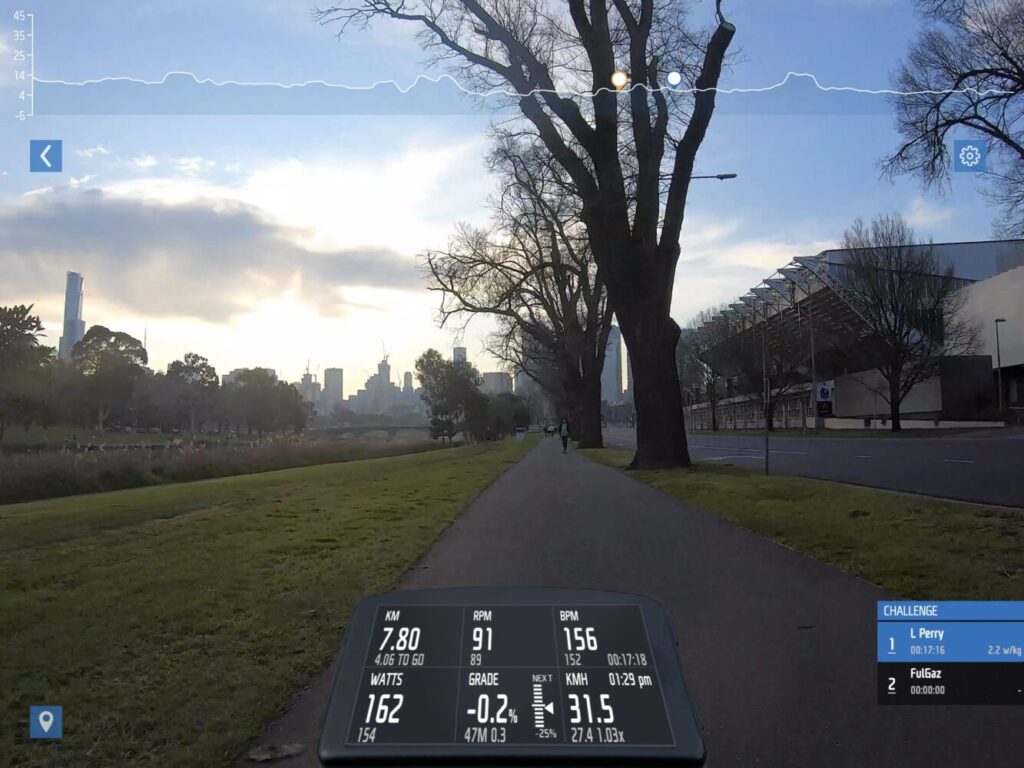 45
35
25
14
4
-6
KM
7.80
4.06 TO GO
RPM
91
89
BPM
156
152 00:17:18
WATTS
162
154
GRADE
-0.2%
47M 0.3
NEXT
-25%
KMH 01:29 pm
31.5
27.4 1.03x
CHALLENGE
1 L Perry
00:17:16 2.2 w/kg
2 FulGaz
00:00:00 -